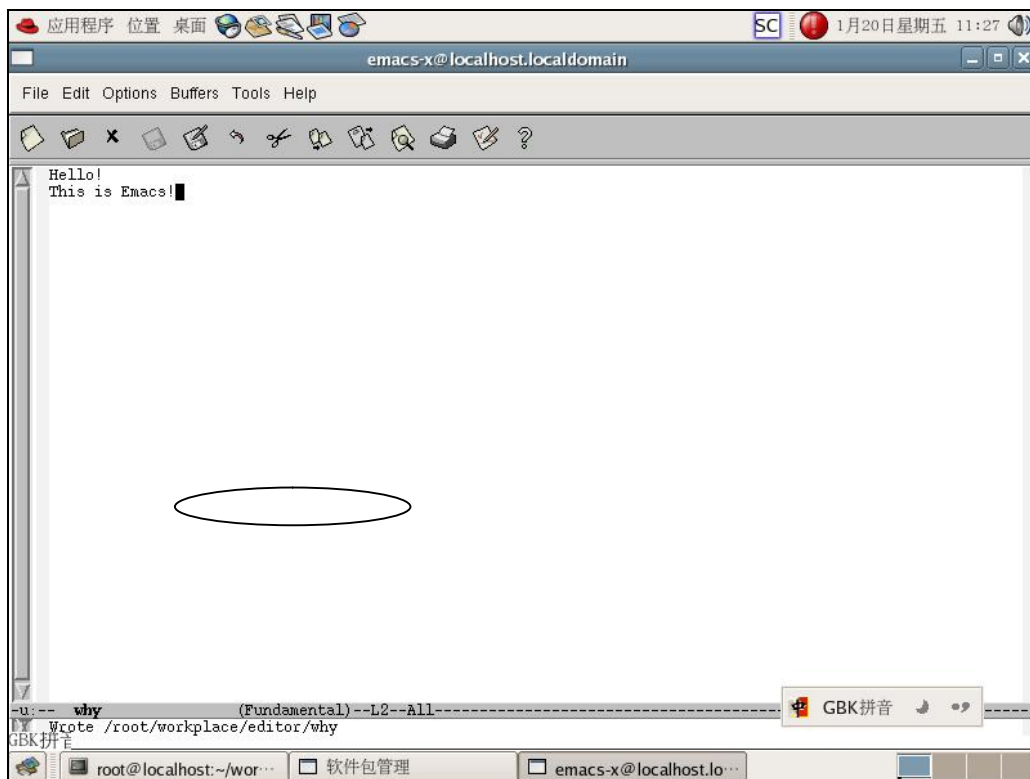 应用程序 位置 桌面 SC 1月20日星期五 11:27
emacs-x@localhost.localdomain
File Edit Options Buffers Tools Help
Hello!
This is Emacs!
-u:-- why (Fundamental)--L2--All
GBK拼音
Wrote /root/workplace/editor/why
GBK拼音
root@localhost:~/wor… 软件包管理 emacs-x@localhost.lo…